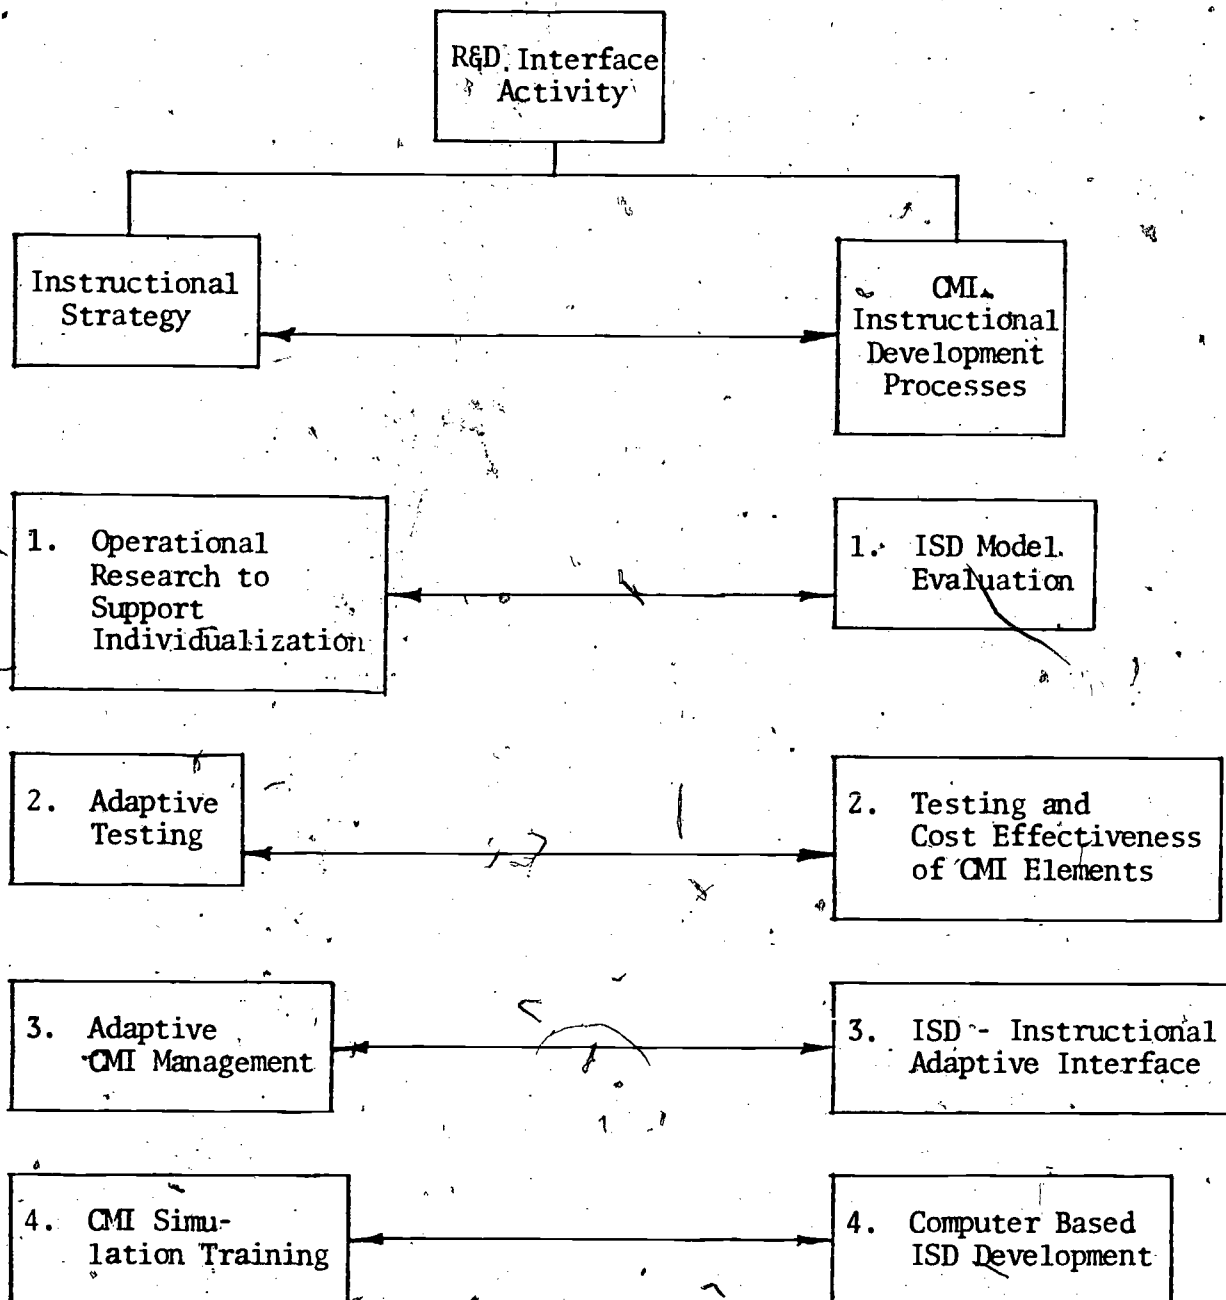 R&D Interface
Activity
Instructional
Strategy
CMI
Instructional
Development
Processes
1. Operational
Research to
Support
Individualization
1. ISD Model
Evaluation
2. Adaptive
Testing
2. Testing and
Cost Effectiveness
of CMI Elements
3. Adaptive
CMI Management
3. ISD - Instructional
Adaptive Interface
4. CMI Simu-
lation Training
4. Computer Based
ISD Development